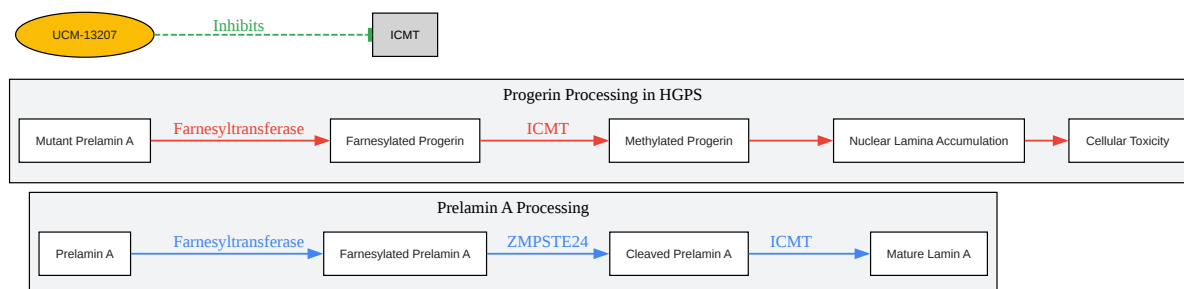 UCM-13207
Inhibits
ICMT
Progerin Processing in HGPS
Mutant Prelamin A
Farnesyltransferase
Farnesylated Progerin
ICMT
Methylated Progerin
Nuclear Lamina Accumulation
Cellular Toxicity
Prelamin A Processing
Prelamin A
Farnesyltransferase
Farnesylated Prelamin A
ZMPSTE24
Cleaved Prelamin A
ICMT
Mature Lamin A